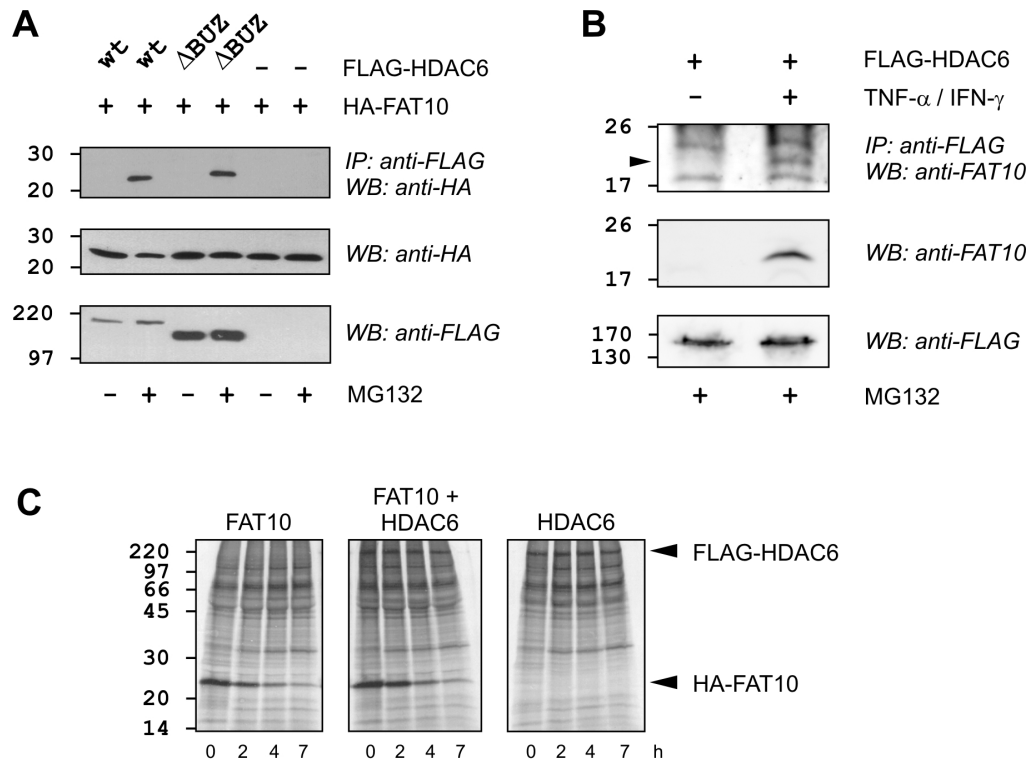 A
wt wt ΔBUZ ΔBUZ – – FLAG-HDAC6
+ + + + + + HA-FAT10
30
20
IP: anti-FLAG
WB: anti-HA
30
20
WB: anti-HA
220
97
WB: anti-FLAG
– + – + – + MG132
B
+ + FLAG-HDAC6
– + TNF-α / IFN-γ
26
17
IP: anti-FLAG
WB: anti-FAT10
26
17
WB: anti-FAT10
170
130
WB: anti-FLAG
+ + MG132
C
FAT10
FAT10 +
HDAC6
HDAC6
220
97
66
45
30
20
14
FLAG-HDAC6
HA-FAT10
0 2 4 7 0 2 4 7 0 2 4 7 h